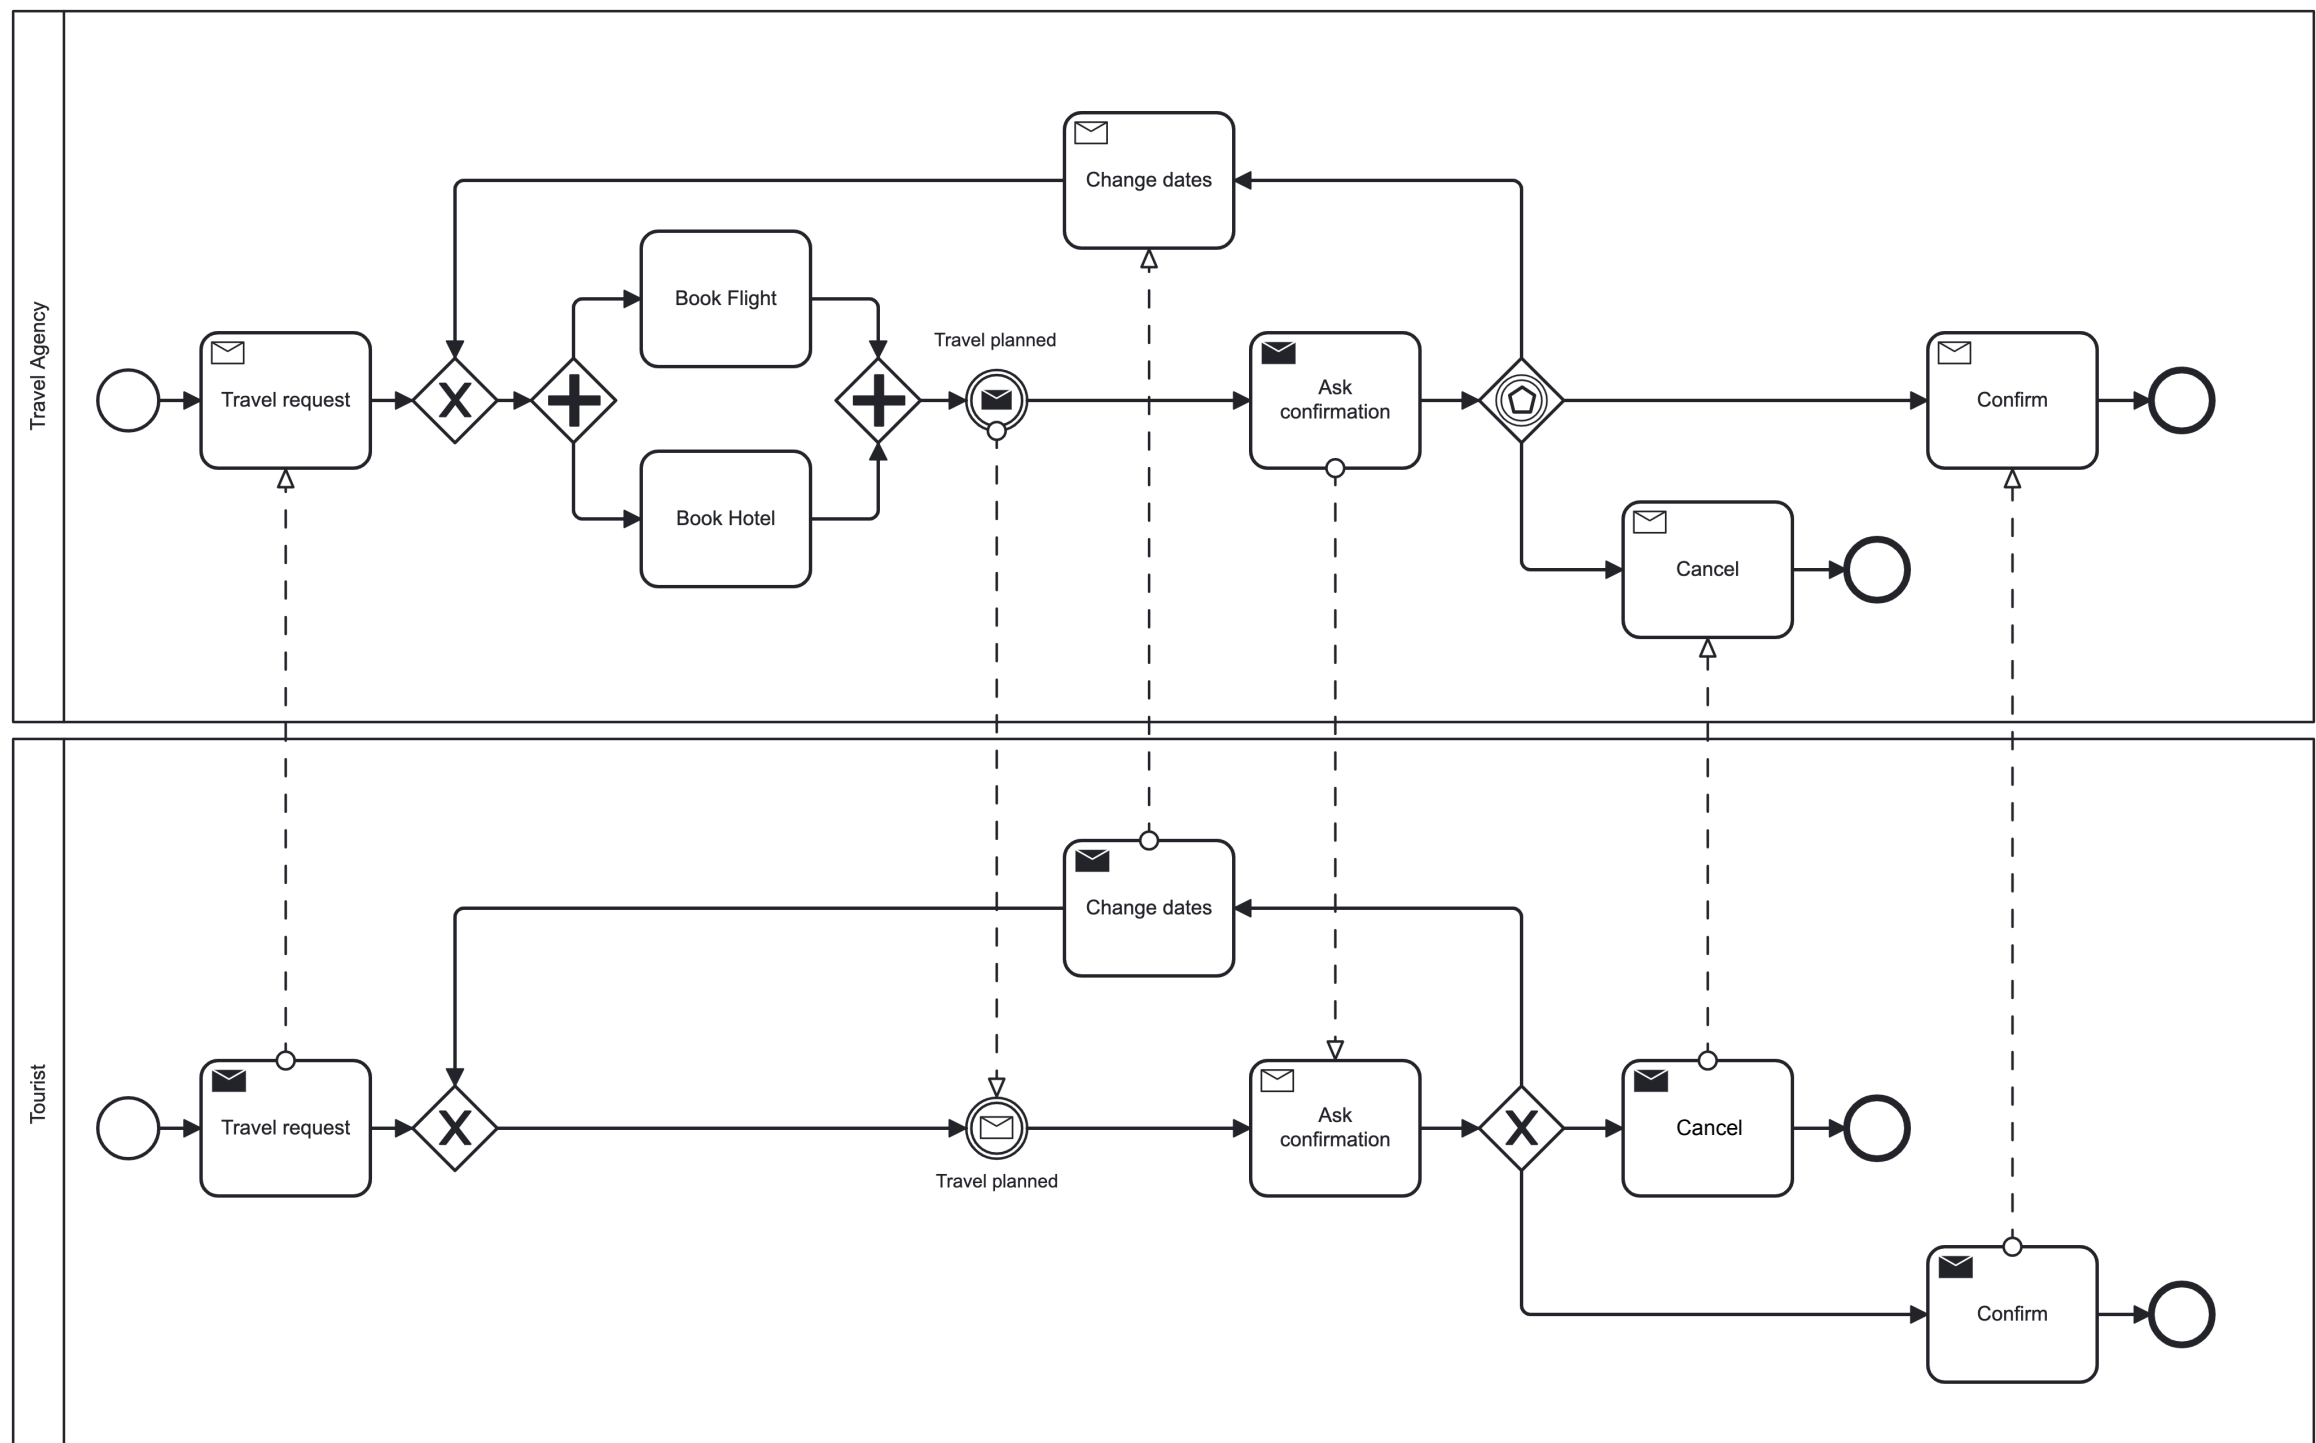 Travel Agency
Change dates
Book Flight
Travel planned
Travel request
Ask
confirmation
Confirm
Book Hotel
Cancel
Tourist
Change dates
Travel request
Ask
confirmation
Cancel
Travel planned
Confirm